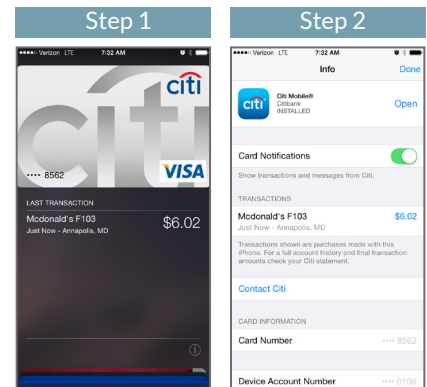 Step 1
Verizon LTE 7:32 AM
citi
•••• 8562
VISA
LAST TRANSACTION
Mcdonald's F103
$6.02
Just Now - Annapolis, MD
Step 2
Verizon LTE 7:32 AM
Info
Done
citi
Citi Mobile®
Citibank
INSTALLED
Open
Card Notifications
Show transactions and messages from Citi.
TRANSACTIONS
Mcdonald's F103
$6.02
Just Now - Annapolis, MD
Transactions shown are purchases made with this
iPhone. For a full account history and final transaction
amounts check your Citi statement.
Contact Citi
CARD INFORMATION
Card Number
•••• 8562
Device Account Number
•••• 0106